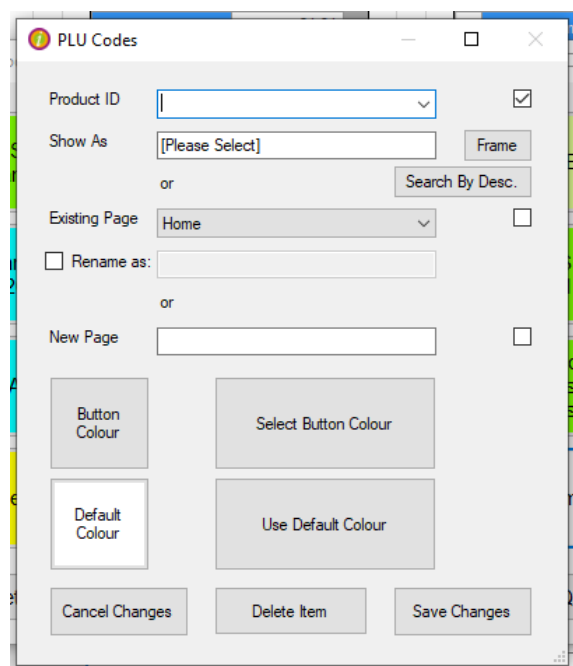 PLU Codes
Product ID
Show As
[Please Select]
Frame
or
Search By Desc.
Existing Page
Home
Rename as:
or
New Page
Button
Colour
Select Button Colour
Default
Colour
Use Default Colour
Cancel Changes
Delete Item
Save Changes